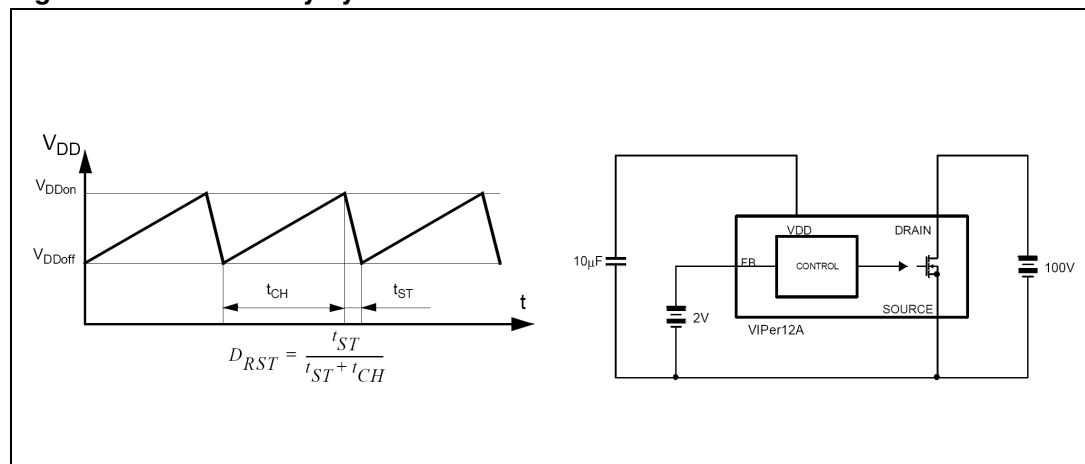 V_DD
V_DDon
V_DDoff
t_CH
t_ST
t
D_RST = t_ST / (t_ST + t_CH)
10μF
2V
FB
VDD
CONTROL
DRAIN
SOURCE
VIPer12A
100V